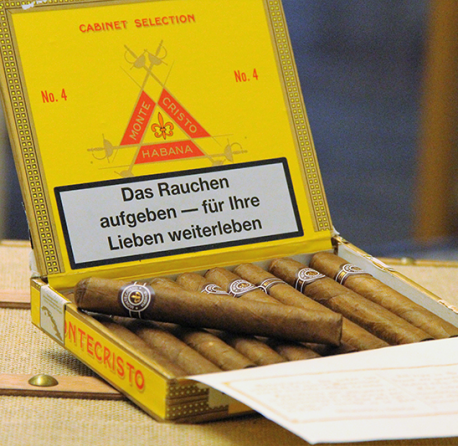 CABINET SELECTION
No. 4
No. 4
MONTE
CRISTO
HABANA
Das Rauchen
aufgeben — für Ihre
Lieben weiterleben
NTECRISTO